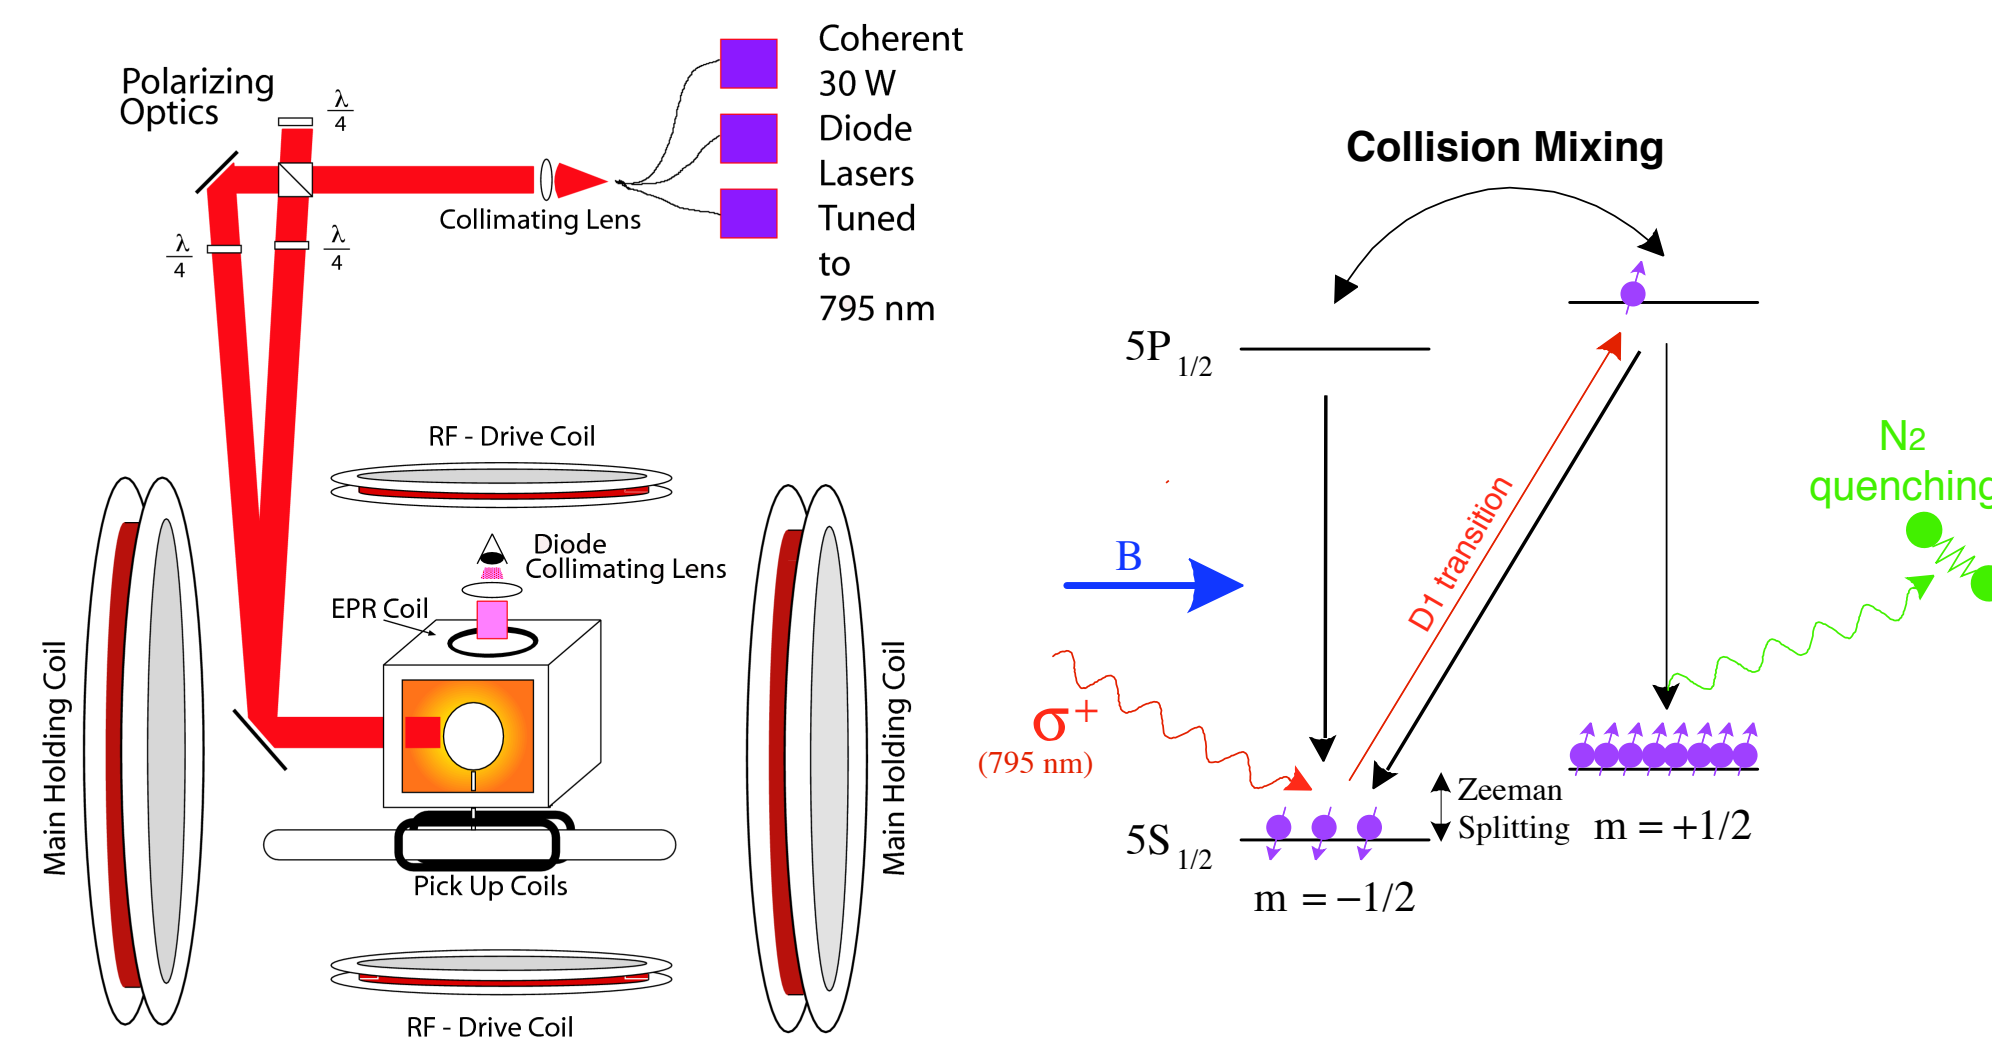 Polarizing
Optics
λ
4
λ
4
λ
4
Collimating Lens
Coherent
30 W
Diode
Lasers
Tuned
to
795 nm
RF - Drive Coil
Diode
Collimating Lens
EPR Coil
Main Holding Coil
Main Holding Coil
Pick Up Coils
RF - Drive Coil
Collision Mixing
5P 1/2
N2
quenching
D1 transition
B
σ+
(795 nm)
Zeeman
Splitting
m = +1/2
5S 1/2
m = −1/2